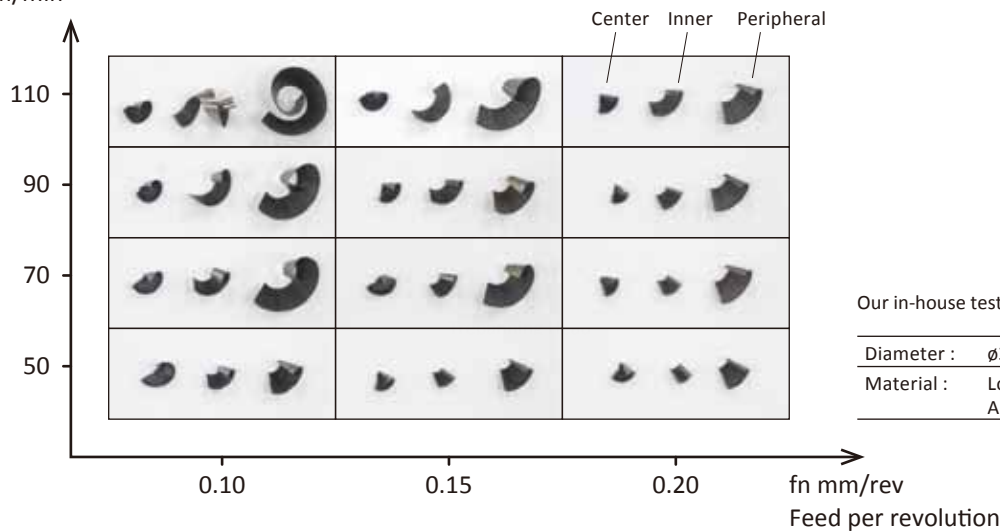 Center Inner Peripheral
110
90
70
50
0.10 0.15 0.20
fn mm/rev
Feed per revolution
Our in-house test
Diameter :
Material :